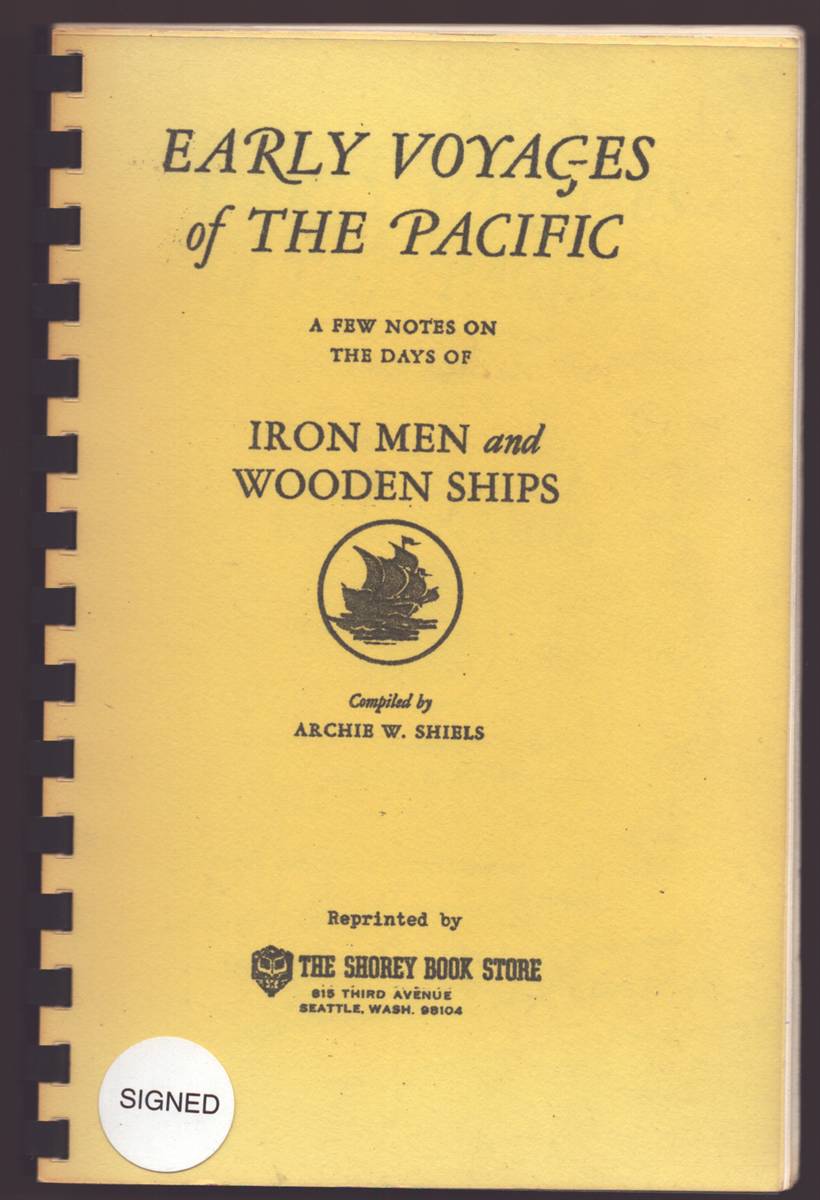 EARLY VOYAGES
of THE PACIFIC
A FEW NOTES ON
THE DAYS OF
IRON MEN and
WOODEN SHIPS
Compiled by
ARCHIE W. SHIELS
Reprinted by
THE SHOREY BOOK STORE
815 THIRD AVENUE
SEATTLE, WASH. 98104
SIGNED